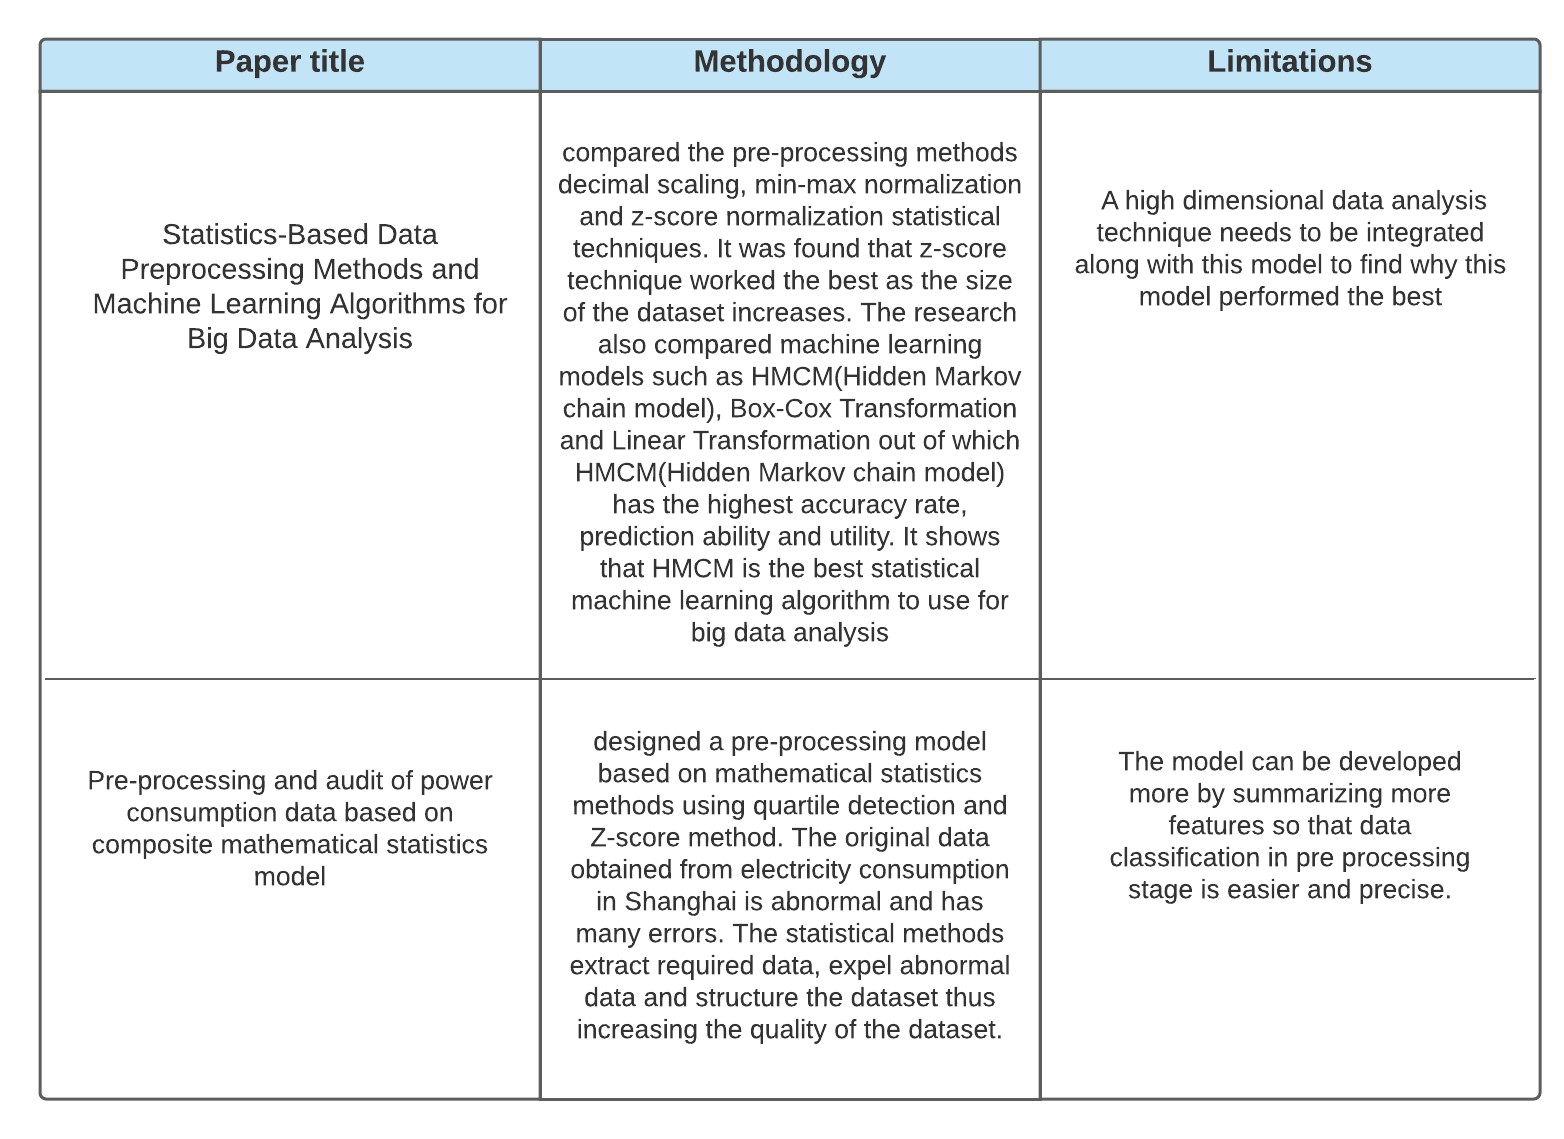 Paper title
Methodology
Limitations
Statistics-Based Data
Preprocessing Methods and
Machine Learning Algorithms for
Big Data Analysis
compared the pre-processing methods
decimal scaling, min-max normalization
and z-score normalization statistical
techniques. It was found that z-score
technique worked the best as the size
of the dataset increases. The research
also compared machine learning
models such as HMCM(Hidden Markov
chain model), Box-Cox Transformation
and Linear Transformation out of which
HMCM(Hidden Markov chain model)
has the highest accuracy rate,
prediction ability and utility. It shows
that HMCM is the best statistical
machine learning algorithm to use for
big data analysis
A high dimensional data analysis
technique needs to be integrated
along with this model to find why this
model performed the best
Pre-processing and audit of power
consumption data based on
composite mathematical statistics
model
designed a pre-processing model
based on mathematical statistics
methods using quartile detection and
Z-score method. The original data
obtained from electricity consumption
in Shanghai is abnormal and has
many errors. The statistical methods
extract required data, expel abnormal
data and structure the dataset thus
increasing the quality of the dataset.
The model can be developed
more by summarizing more
features so that data
classification in pre processing
stage is easier and precise.